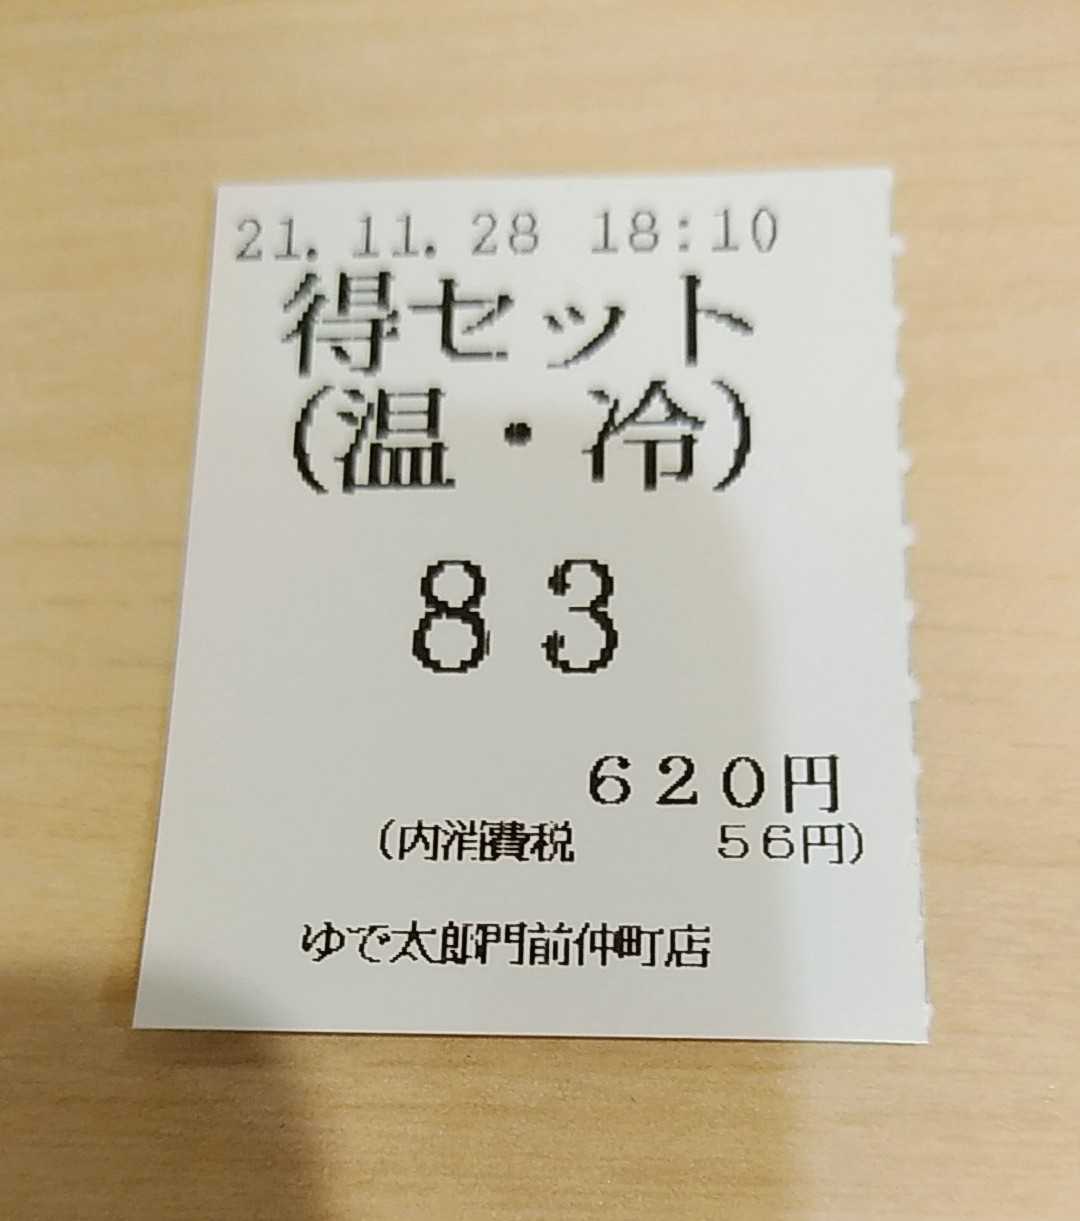 21.11.28 18:10
得セット
(温・冷)
８３
６２０円
(内消費税 ５６円)
ゆで太郎門前仲町店